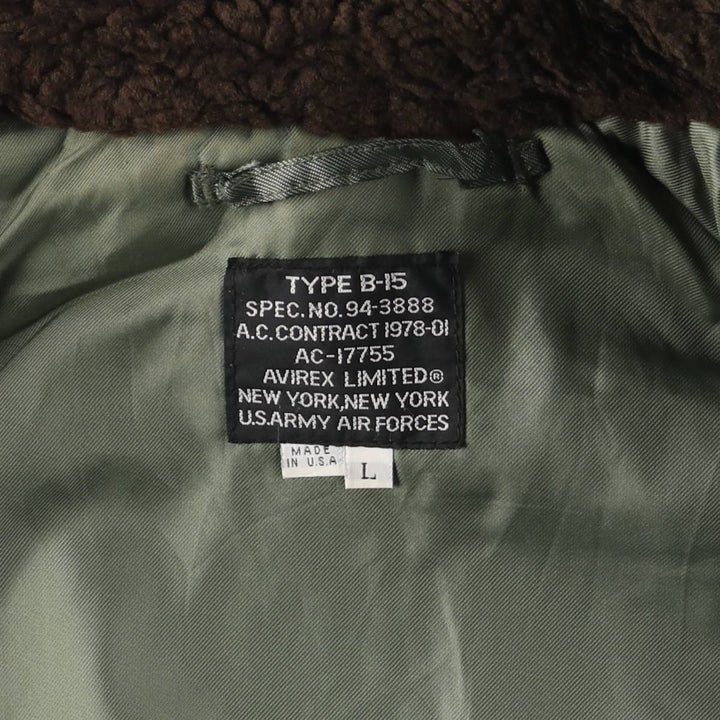 TYPE B-15
SPEC.NO.94-3888
A.C.CONTRACT 1978-01
AC-17755
AVIREX LIMITED®
NEW YORK,NEW YORK
U.S.ARMY AIR FORCES
MADE
IN U.S.A
L